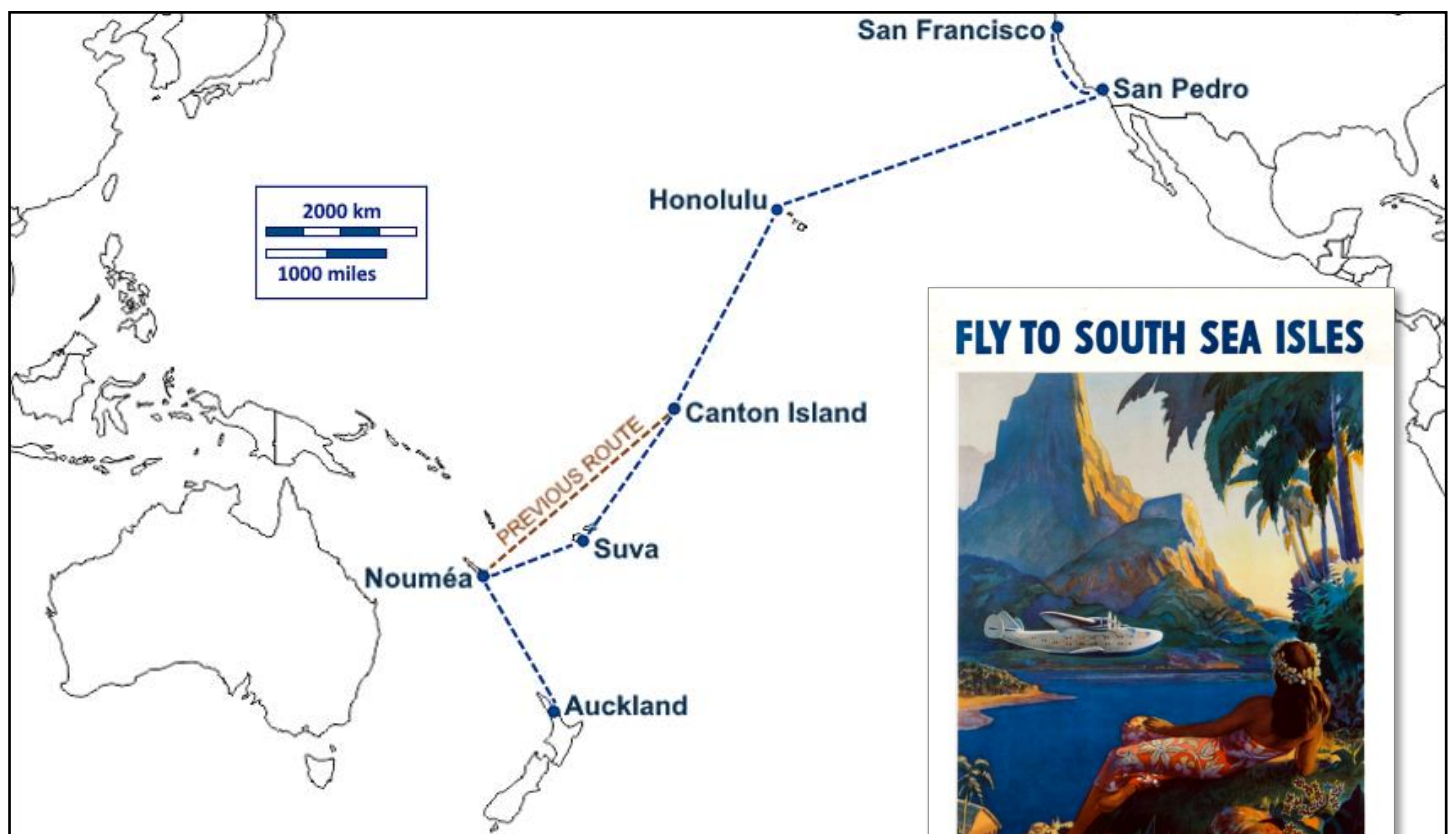 San Francisco
San Pedro
Honolulu
2000 km
1000 miles
FLY TO SOUTH SEA ISLES
Canton Island
PREVIOUS ROUTE
Suva
Nouméa
Auckland